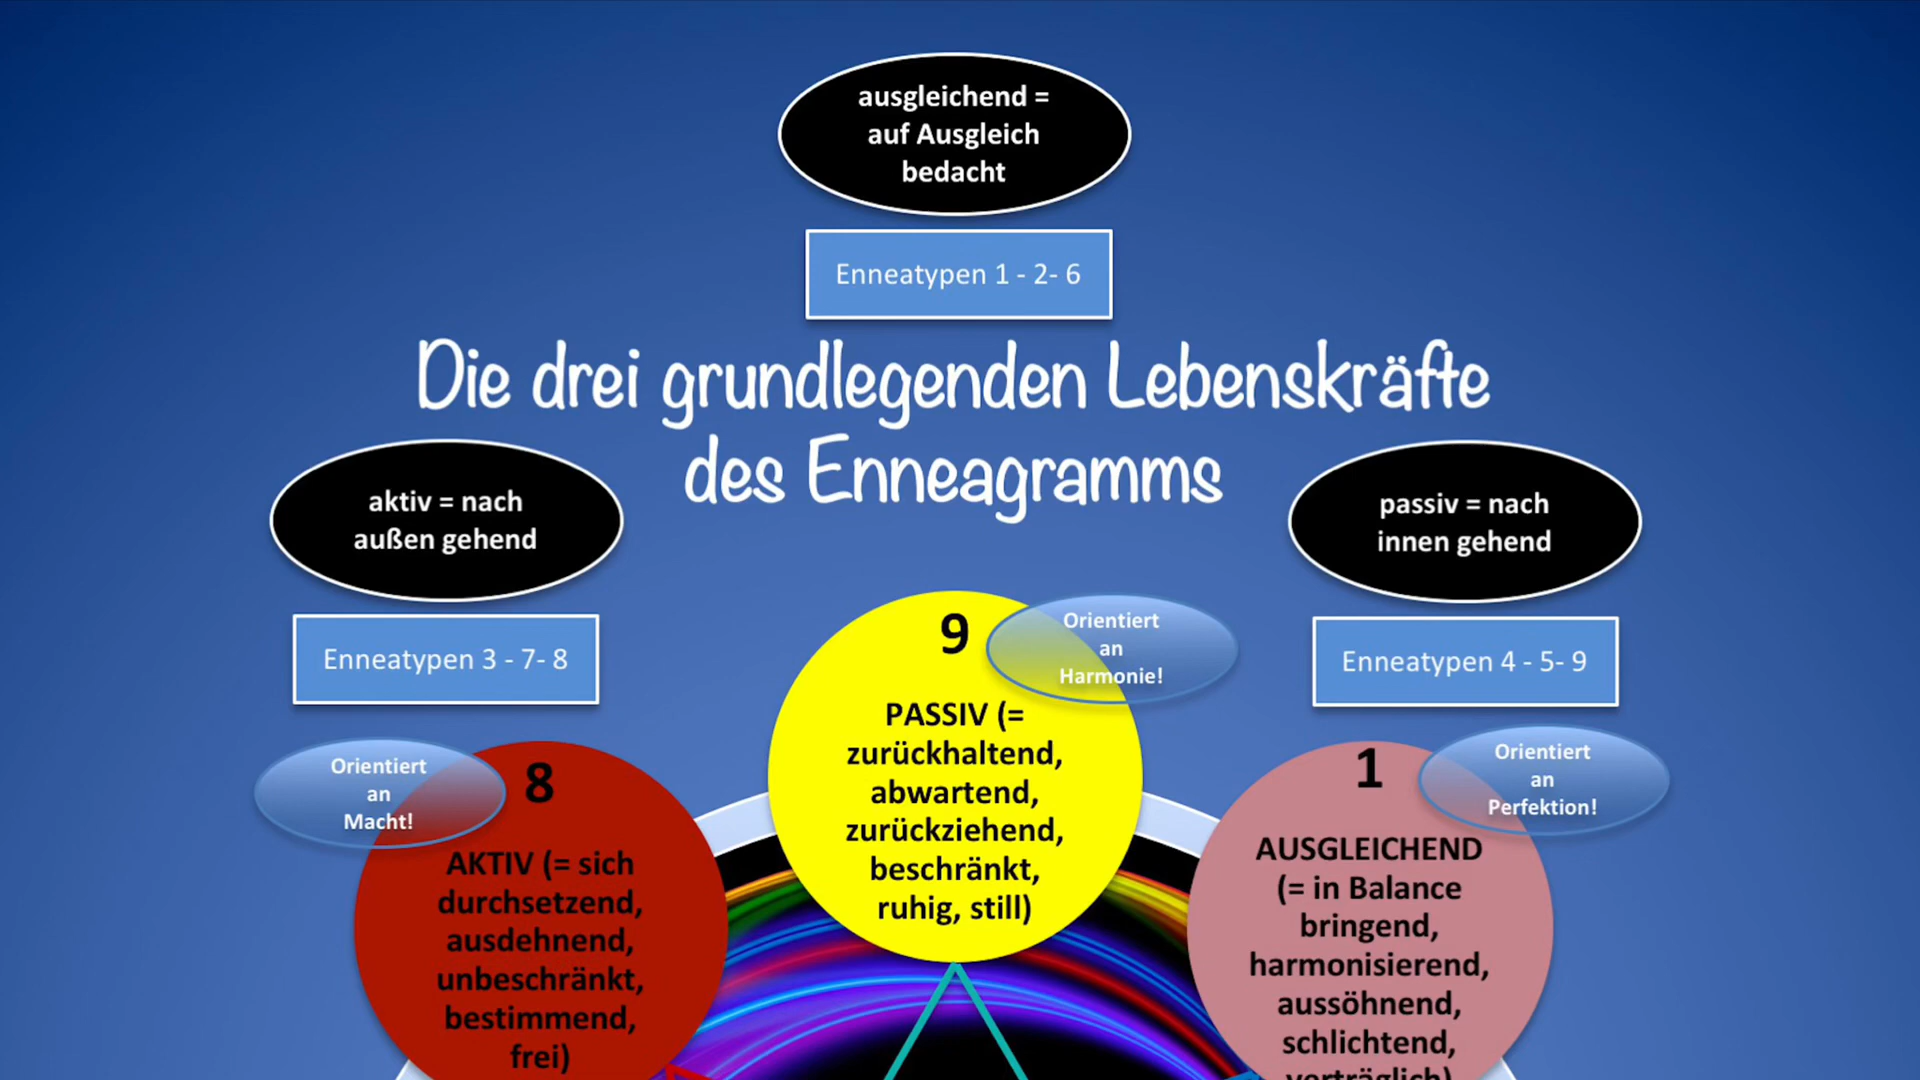 ausgleichend =
auf Ausgleich
bedacht
Enneatypen 1 - 2- 6
Die drei grundlegenden Lebenskräfte
des Enneagramms
aktiv = nach
außen gehend
Enneatypen 3 - 7- 8
passiv = nach
innen gehend
Enneatypen 4 - 5- 9
9
Orientiert
an
Harmonie!
PASSIV (=
zurückhaltend,
abwartend,
zurückziehend,
beschränkt,
ruhig, still)
Orientiert
an
Macht!
8
AKTIV (= sich
durchsetzend,
ausdehnend,
unbeschränkt,
bestimmend,
frei)
1
Orientiert
an
Perfektion!
AUSGLEICHEND
(= in Balance
bringend,
harmonisierend,
aussöhnend,
schlichtend,
verträglich)